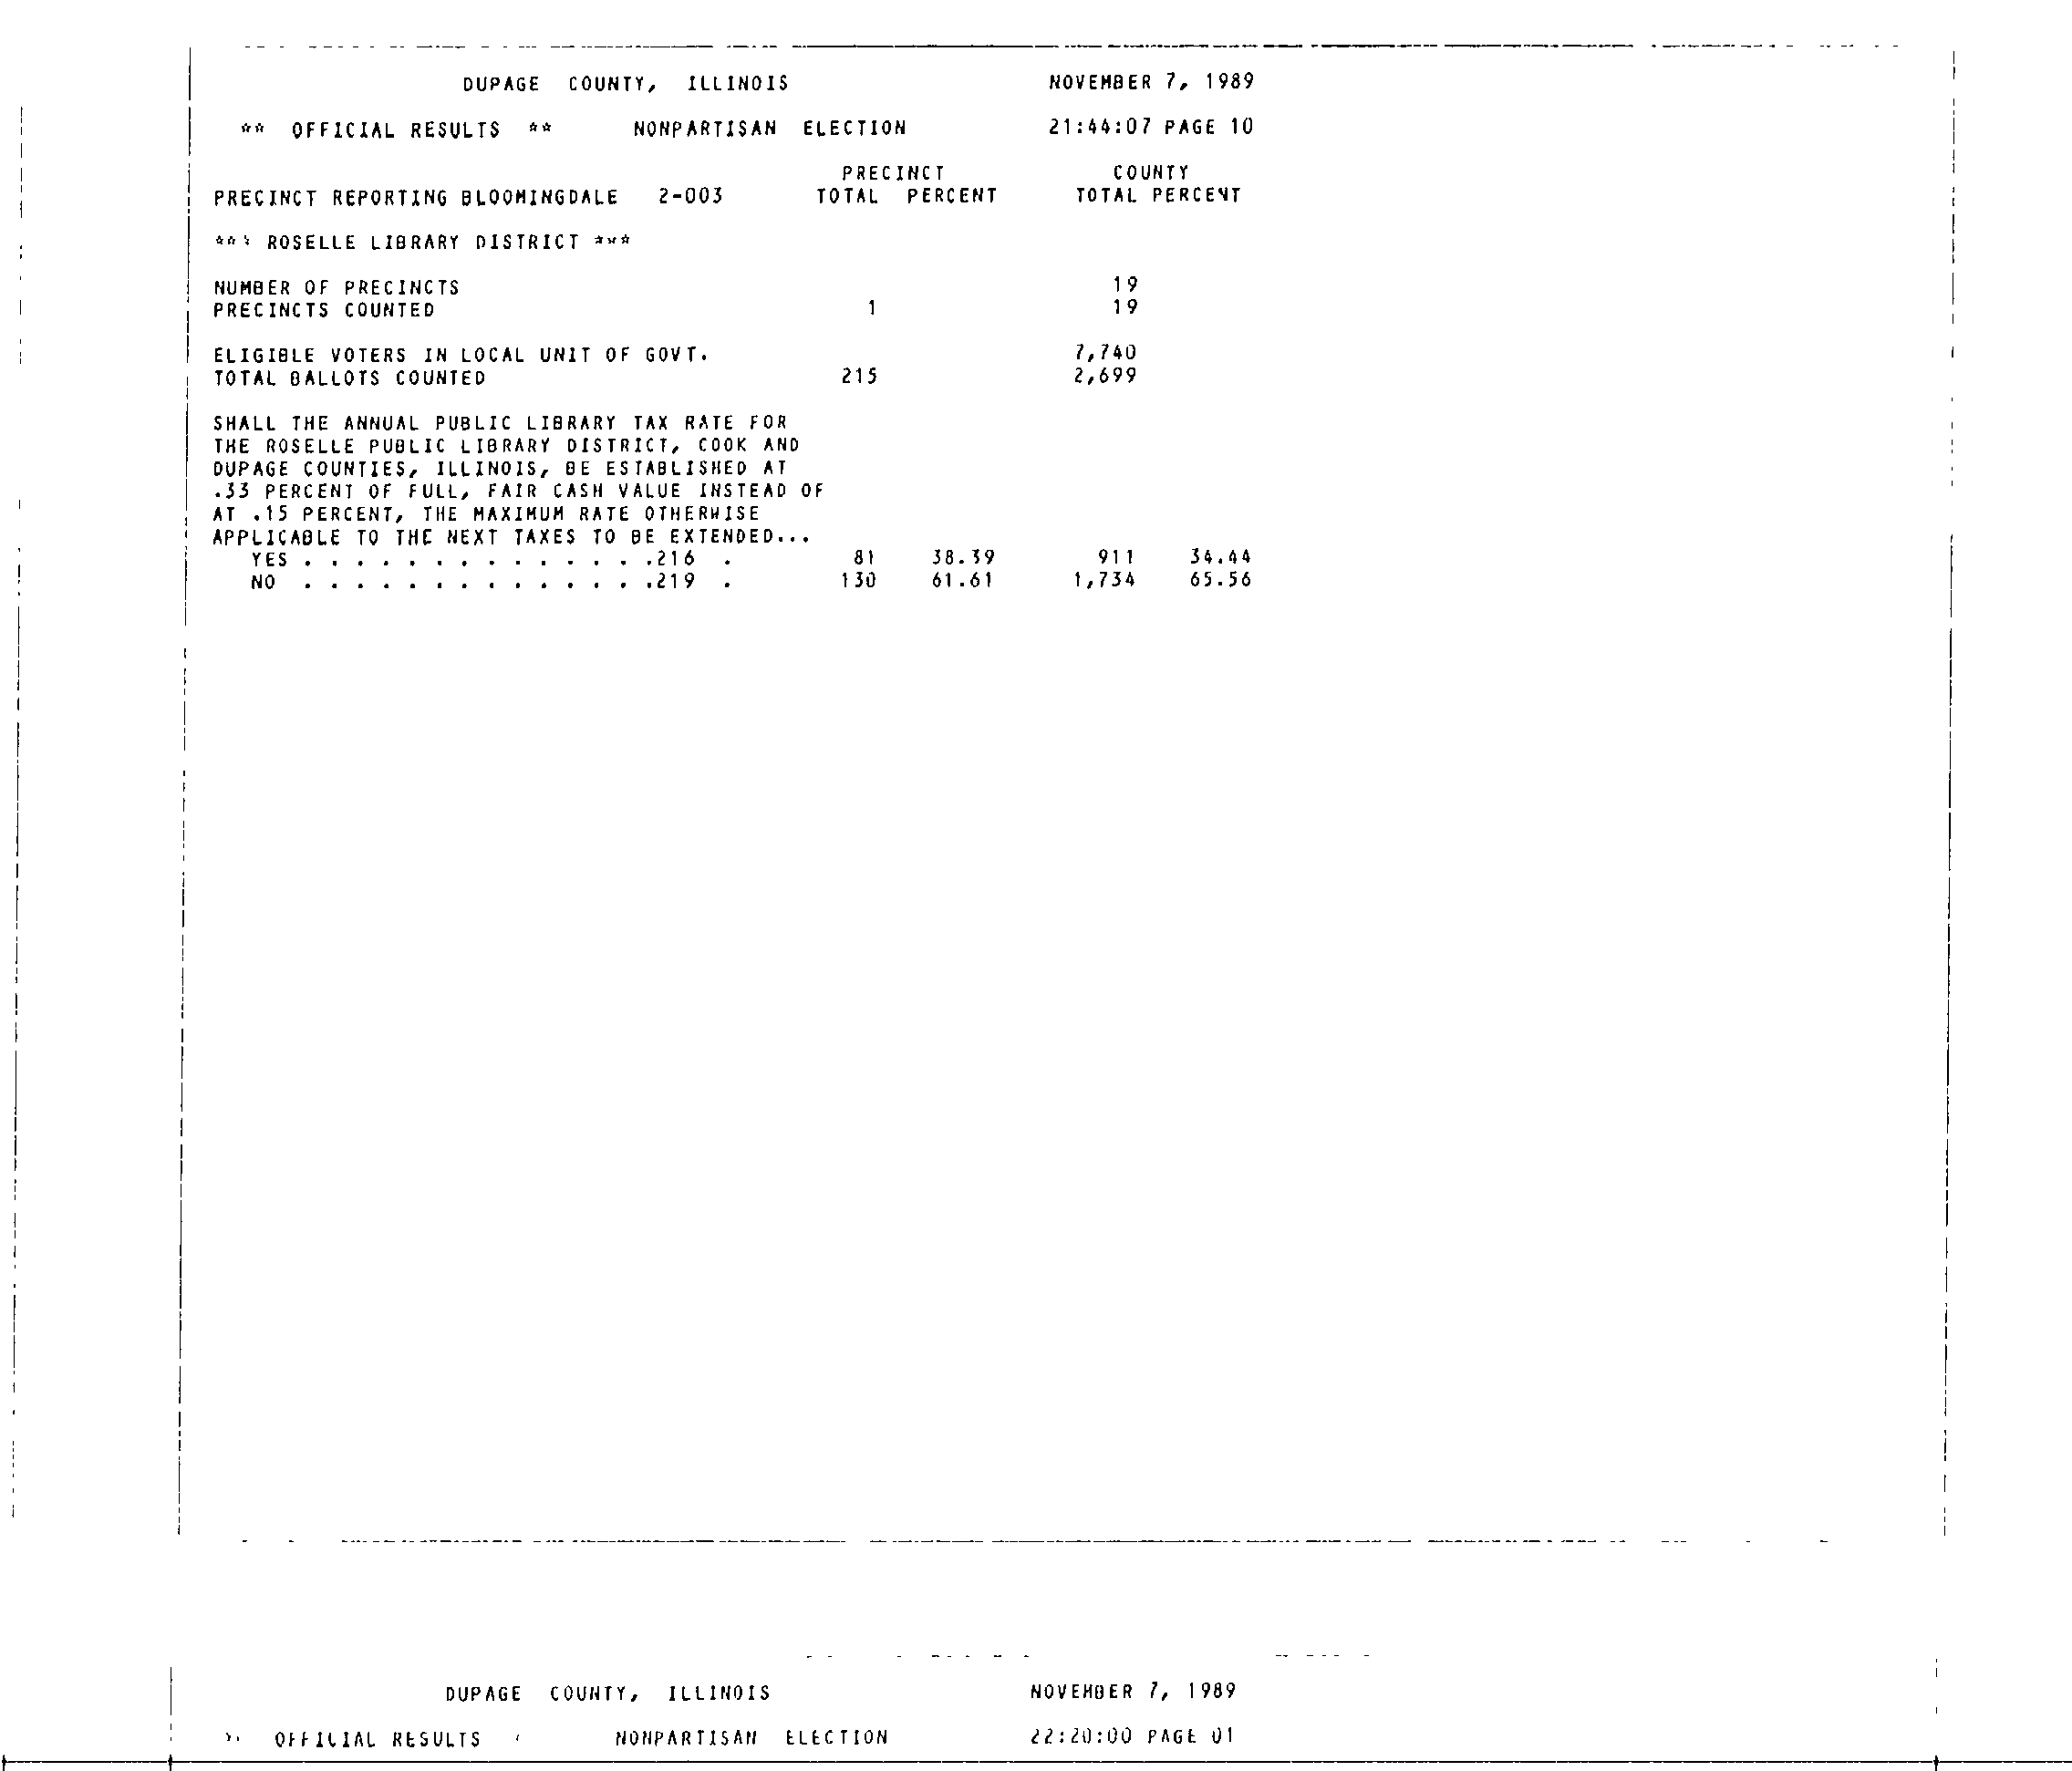 DUPAGE COUNTY, ILLINOIS NOVEMBER 7, 1989
** OFFICIAL RESULTS ** NONPARTISAN ELECTION 21:44:07 PAGE 10
PRECINCT COUNTY
PRECINCT REPORTING BLOOMINGDALE 2-003 TOTAL PERCENT TOTAL PERCENT
*** ROSELLE LIBRARY DISTRICT ***
NUMBER OF PRECINCTS 19
PRECINCTS COUNTED 1 19
ELIGIBLE VOTERS IN LOCAL UNIT OF GOVT. 7,740
TOTAL BALLOTS COUNTED 215 2,699
SHALL THE ANNUAL PUBLIC LIBRARY TAX RATE FOR
THE ROSELLE PUBLIC LIBRARY DISTRICT, COOK AND
DUPAGE COUNTIES, ILLINOIS, BE ESTABLISHED AT
.33 PERCENT OF FULL, FAIR CASH VALUE INSTEAD OF
AT .15 PERCENT, THE MAXIMUM RATE OTHERWISE
APPLICABLE TO THE NEXT TAXES TO BE EXTENDED...
YES . . . . . . . . . . . . . .216 . 81 38.39 911 34.44
NO . . . . . . . . . . . . . .219 . 130 61.61 1,734 65.56
DUPAGE COUNTY, ILLINOIS NOVEMBER 7, 1989
OFFICIAL RESULTS NONPARTISAN ELECTION 22:20:00 PAGE 01